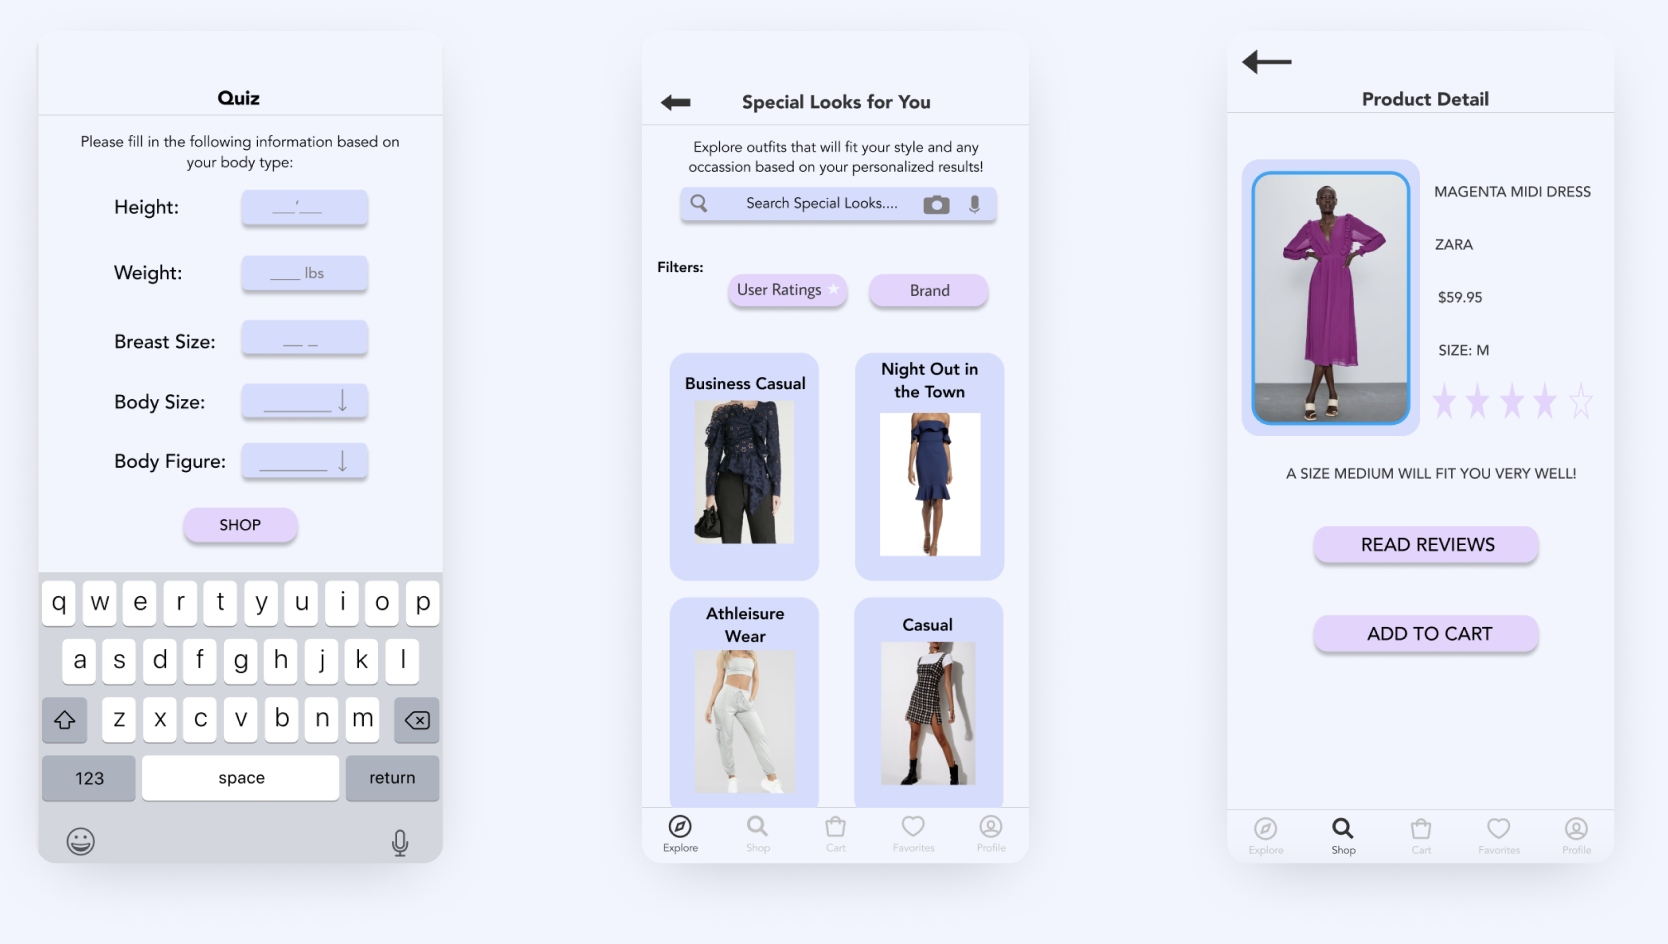 Quiz
Please fill in the following information based on
your body type:
Height: __'__
Weight: ___ lbs
Breast Size: __ _
Body Size: _______ ↓
Body Figure: _______ ↓
SHOP
q w e r t y u i o p
a s d f g h j k l
z x c v b n m
123 space return
Special Looks for You
Explore outfits that will fit your style and any
occassion based on your personalized results!
Search Special Looks....
Filters:
User Ratings
Brand
Business Casual
Night Out in
the Town
Athleisure
Wear
Casual
Explore Shop Cart Favorites Profile
Product Detail
MAGENTA MIDI DRESS
ZARA
$59.95
SIZE: M
A SIZE MEDIUM WILL FIT YOU VERY WELL!
READ REVIEWS
ADD TO CART
Explore Shop Cart Favorites Profile